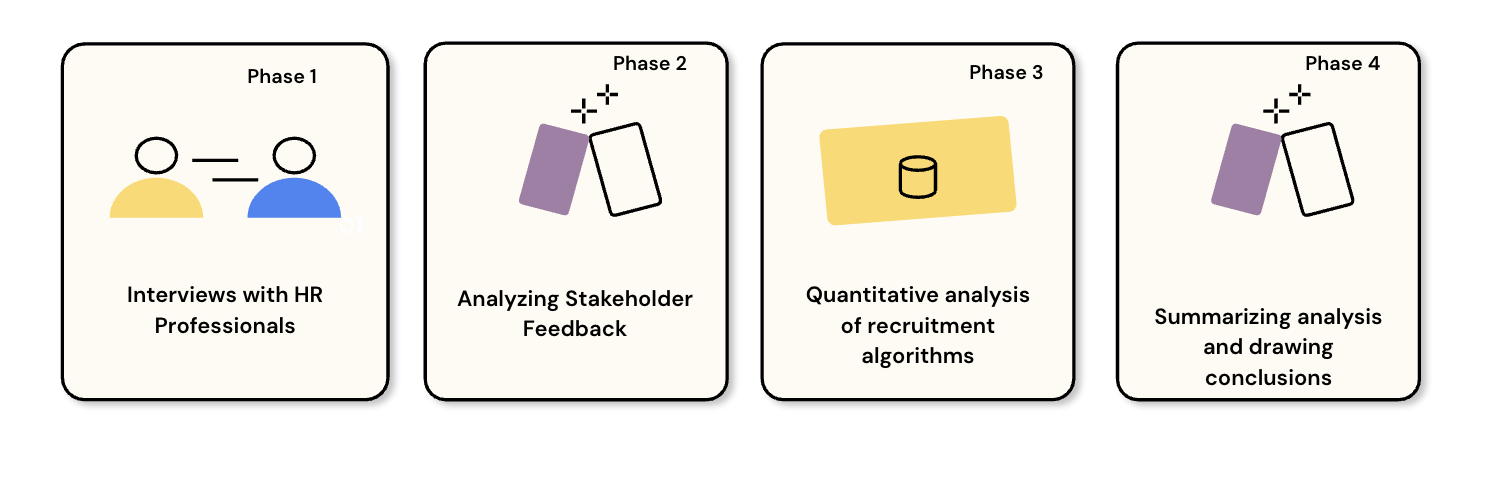 Phase 1
Interviews with HR
Professionals
Phase 2
Analyzing Stakeholder
Feedback
Phase 3
Quantitative analysis
of recruitment
algorithms
Phase 4
Summarizing analysis
and drawing
conclusions